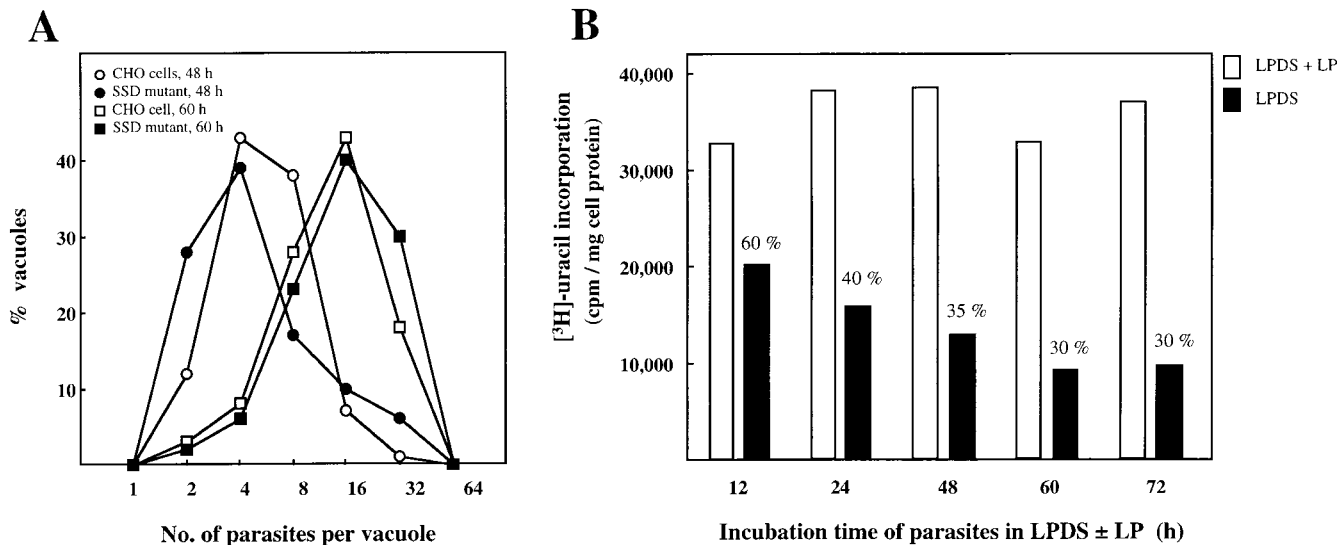 A
CHO cells, 48 h
SSD mutant, 48 h
CHO cell, 60 h
SSD mutant, 60 h
40
30
20
10
% vacuoles
1 2 4 8 16 32 64
No. of parasites per vacuole
B
LPDS + LP
LPDS
40,000
30,000
20,000
10,000
[³H]-uracil incorporation
(cpm / mg cell protein)
60 %
40 %
35 %
30 %
30 %
12 24 48 60 72
Incubation time of parasites in LPDS ± LP (h)